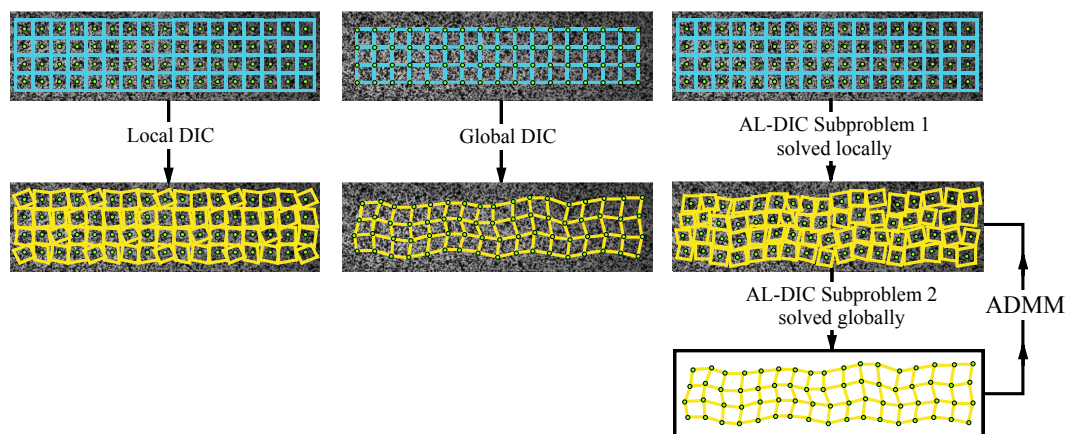 Local DIC
Global DIC
AL-DIC Subproblem 1
solved locally
AL-DIC Subproblem 2
solved globally
ADMM